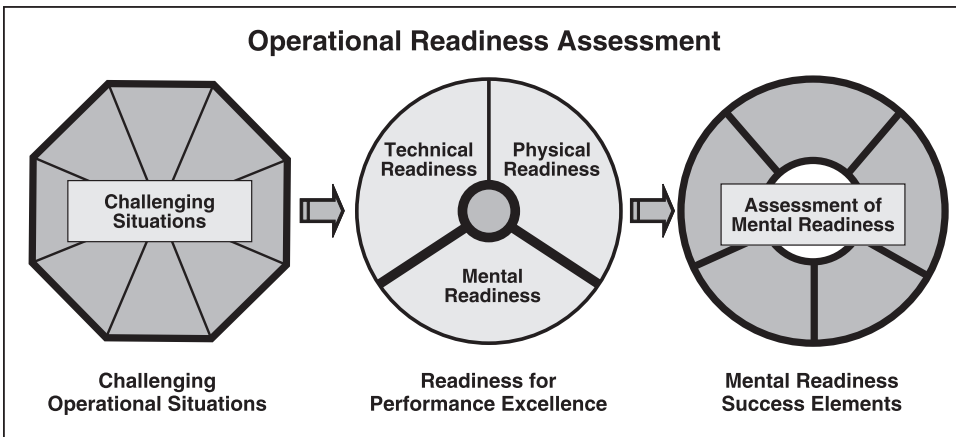 Operational Readiness Assessment
Challenging
Situations
Technical
Readiness
Physical
Readiness
Mental
Readiness
Assessment of
Mental Readiness
Challenging
Operational Situations
Readiness for
Performance Excellence
Mental Readiness
Success Elements